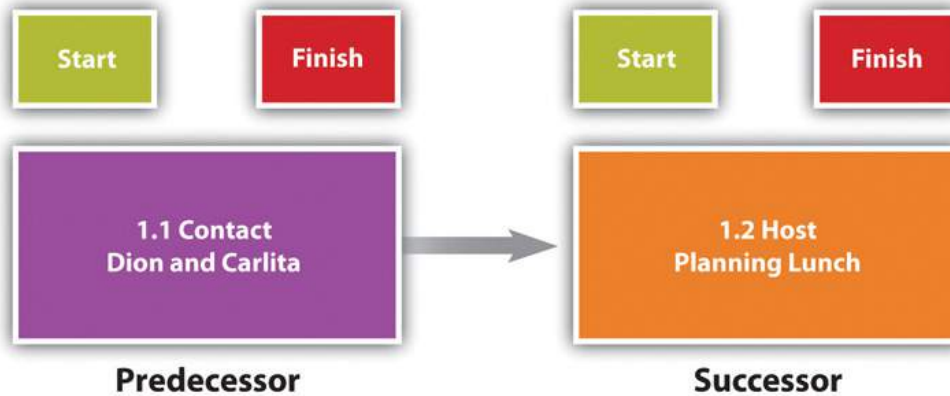 Start
Finish
Start
Finish
1.1 Contact
Dion and Carlita
1.2 Host
Planning Lunch
Predecessor
Successor